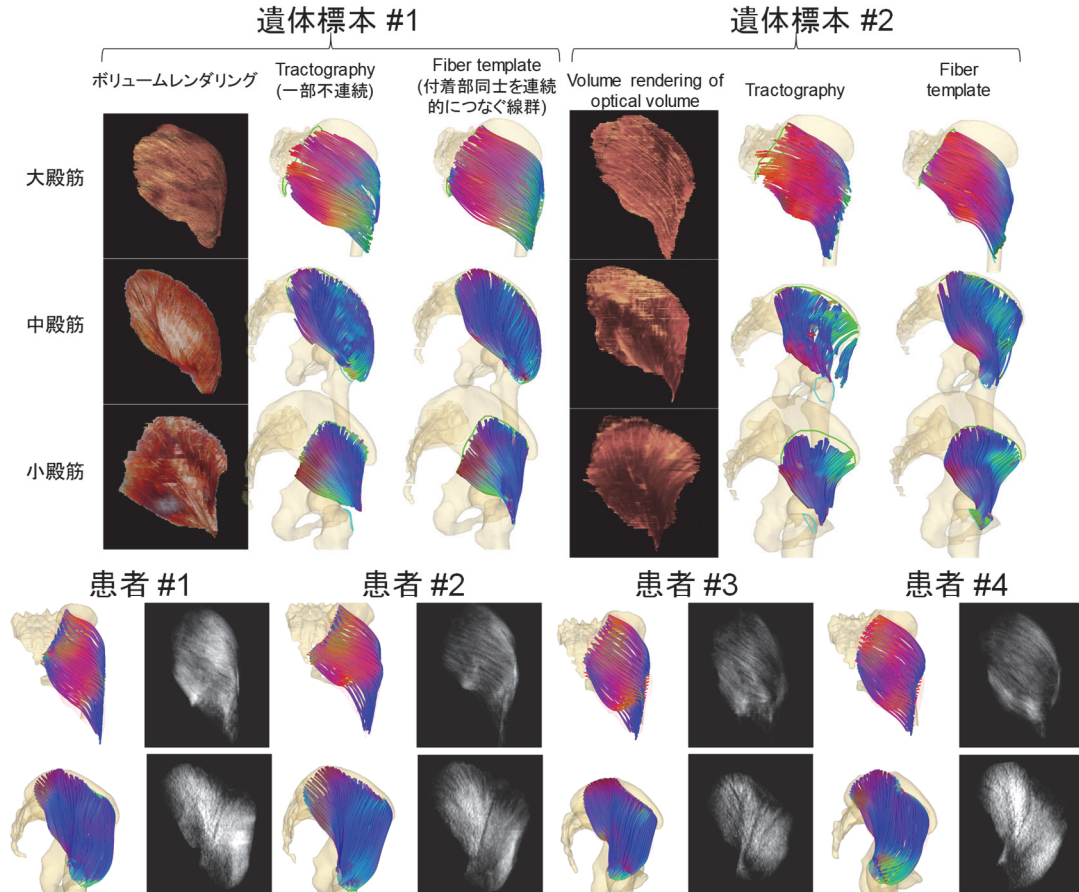 遺体標本 #1
遺体標本 #2
ボリュームレンダリング
Tractography
(一部不連続)
Fiber template
(付着部同士を連続
的につなぐ線群)
Volume rendering of
optical volume
Tractography
Fiber
template
大殿筋
中殿筋
小殿筋
患者 #1
患者 #2
患者 #3
患者 #4